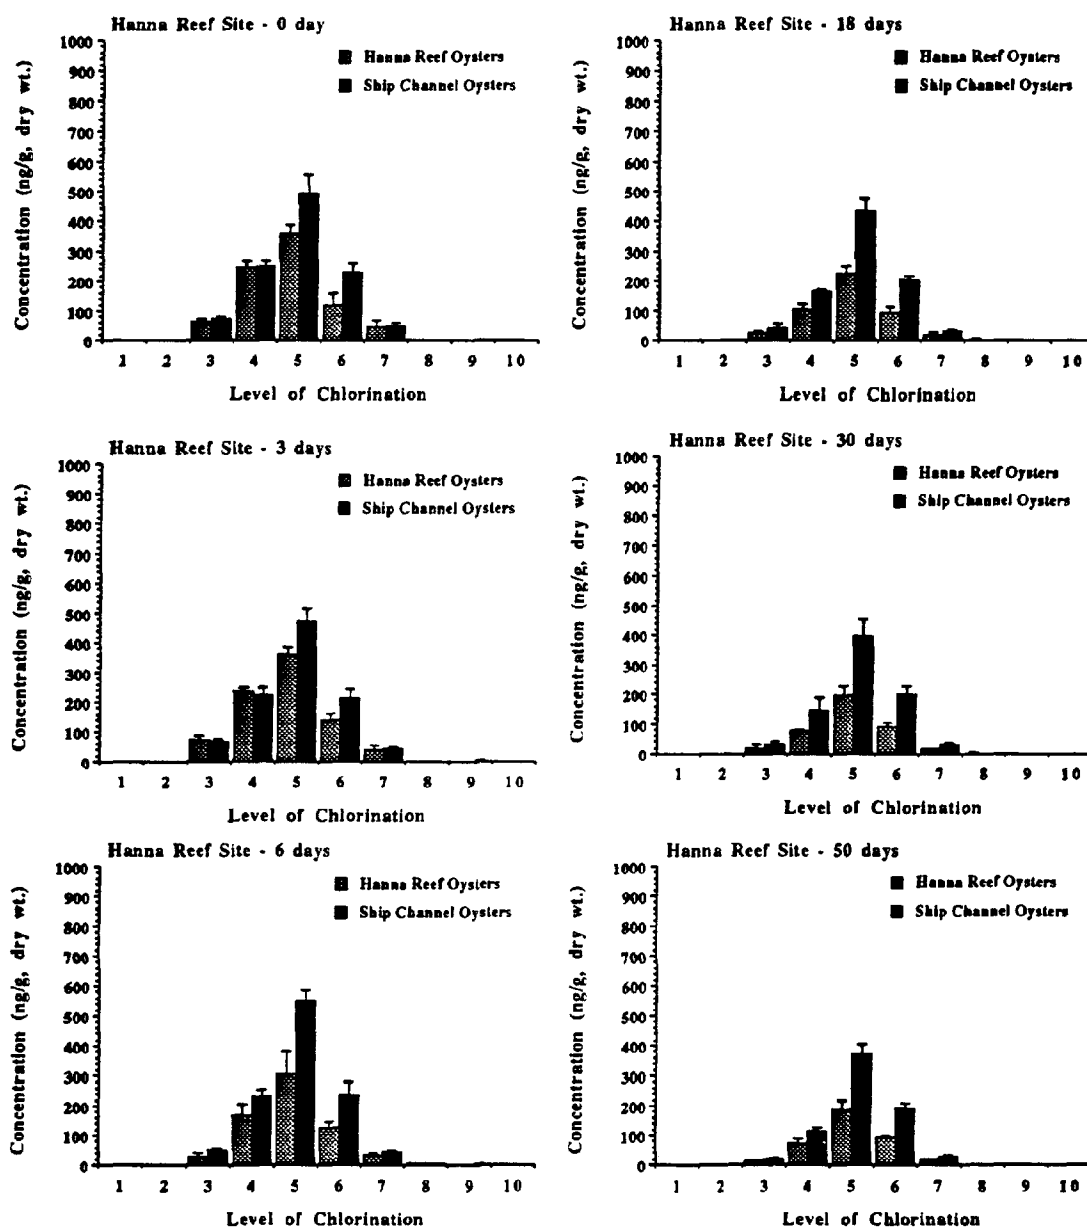 Hanna Reef Site - 0 day
1000
900
800
700
600
500
400
300
200
100
0
Concentration (ng/g, dry wt.)
Hanna Reef Oysters
Ship Channel Oysters
1 2 3 4 5 6 7 8 9 10
Level of Chlorination
Hanna Reef Site - 18 days
1000
900
800
700
600
500
400
300
200
100
0
Concentration (ng/g, dry wt.)
Hanna Reef Oysters
Ship Channel Oysters
1 2 3 4 5 6 7 8 9 10
Level of Chlorination
Hanna Reef Site - 3 days
1000
900
800
700
600
500
400
300
200
100
0
Concentration (ng/g, dry wt.)
Hanna Reef Oysters
Ship Channel Oysters
1 2 3 4 5 6 7 8 9 10
Level of Chlorination
Hanna Reef Site - 30 days
1000
900
800
700
600
500
400
300
200
100
0
Concentration (ng/g, dry wt.)
Hanna Reef Oysters
Ship Channel Oysters
1 2 3 4 5 6 7 8 9 10
Level of Chlorination
Hanna Reef Site - 6 days
1000
900
800
700
600
500
400
300
200
100
0
Concentration (ng/g, dry wt.)
Hanna Reef Oysters
Ship Channel Oysters
1 2 3 4 5 6 7 8 9 10
Level of Chlorination
Hanna Reef Site - 50 days
1000
900
800
700
600
500
400
300
200
100
0
Concentration (ng/g, dry wt.)
Hanna Reef Oysters
Ship Channel Oysters
1 2 3 4 5 6 7 8 9 10
Level of Chlorination